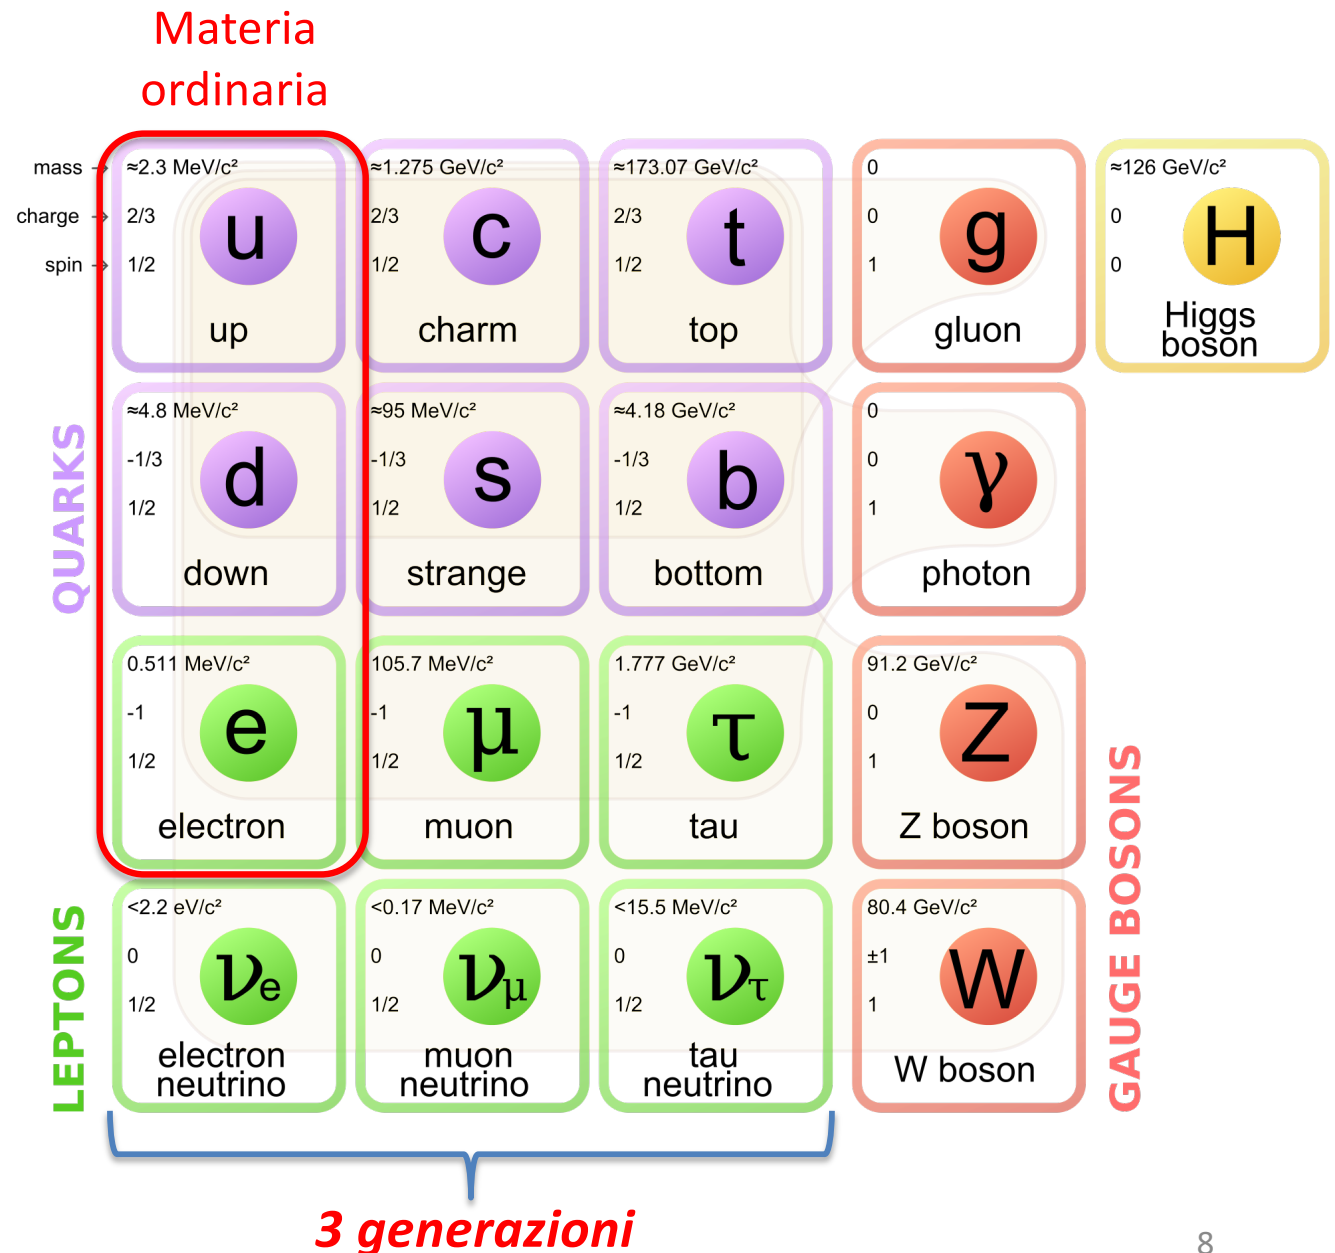 Materia
ordinaria
mass
charge
spin
≈2.3 MeV/c²
2/3
1/2
u
up
≈1.275 GeV/c²
2/3
1/2
c
charm
≈173.07 GeV/c²
2/3
1/2
t
top
0
0
1
g
gluon
≈126 GeV/c²
0
0
H
Higgs
boson
QUARKS
≈4.8 MeV/c²
-1/3
1/2
d
down
≈95 MeV/c²
-1/3
1/2
s
strange
≈4.18 GeV/c²
-1/3
1/2
b
bottom
0
0
1
γ
photon
0.511 MeV/c²
-1
1/2
e
electron
105.7 MeV/c²
-1
1/2
μ
muon
1.777 GeV/c²
-1
1/2
τ
tau
91.2 GeV/c²
0
1
Z
Z boson
GAUGE BOSONS
LEPTONS
<2.2 eV/c²
0
1/2
νe
electron
neutrino
<0.17 MeV/c²
0
1/2
νμ
muon
neutrino
<15.5 MeV/c²
0
1/2
ντ
tau
neutrino
80.4 GeV/c²
±1
1
W
W boson
3 generazioni
8